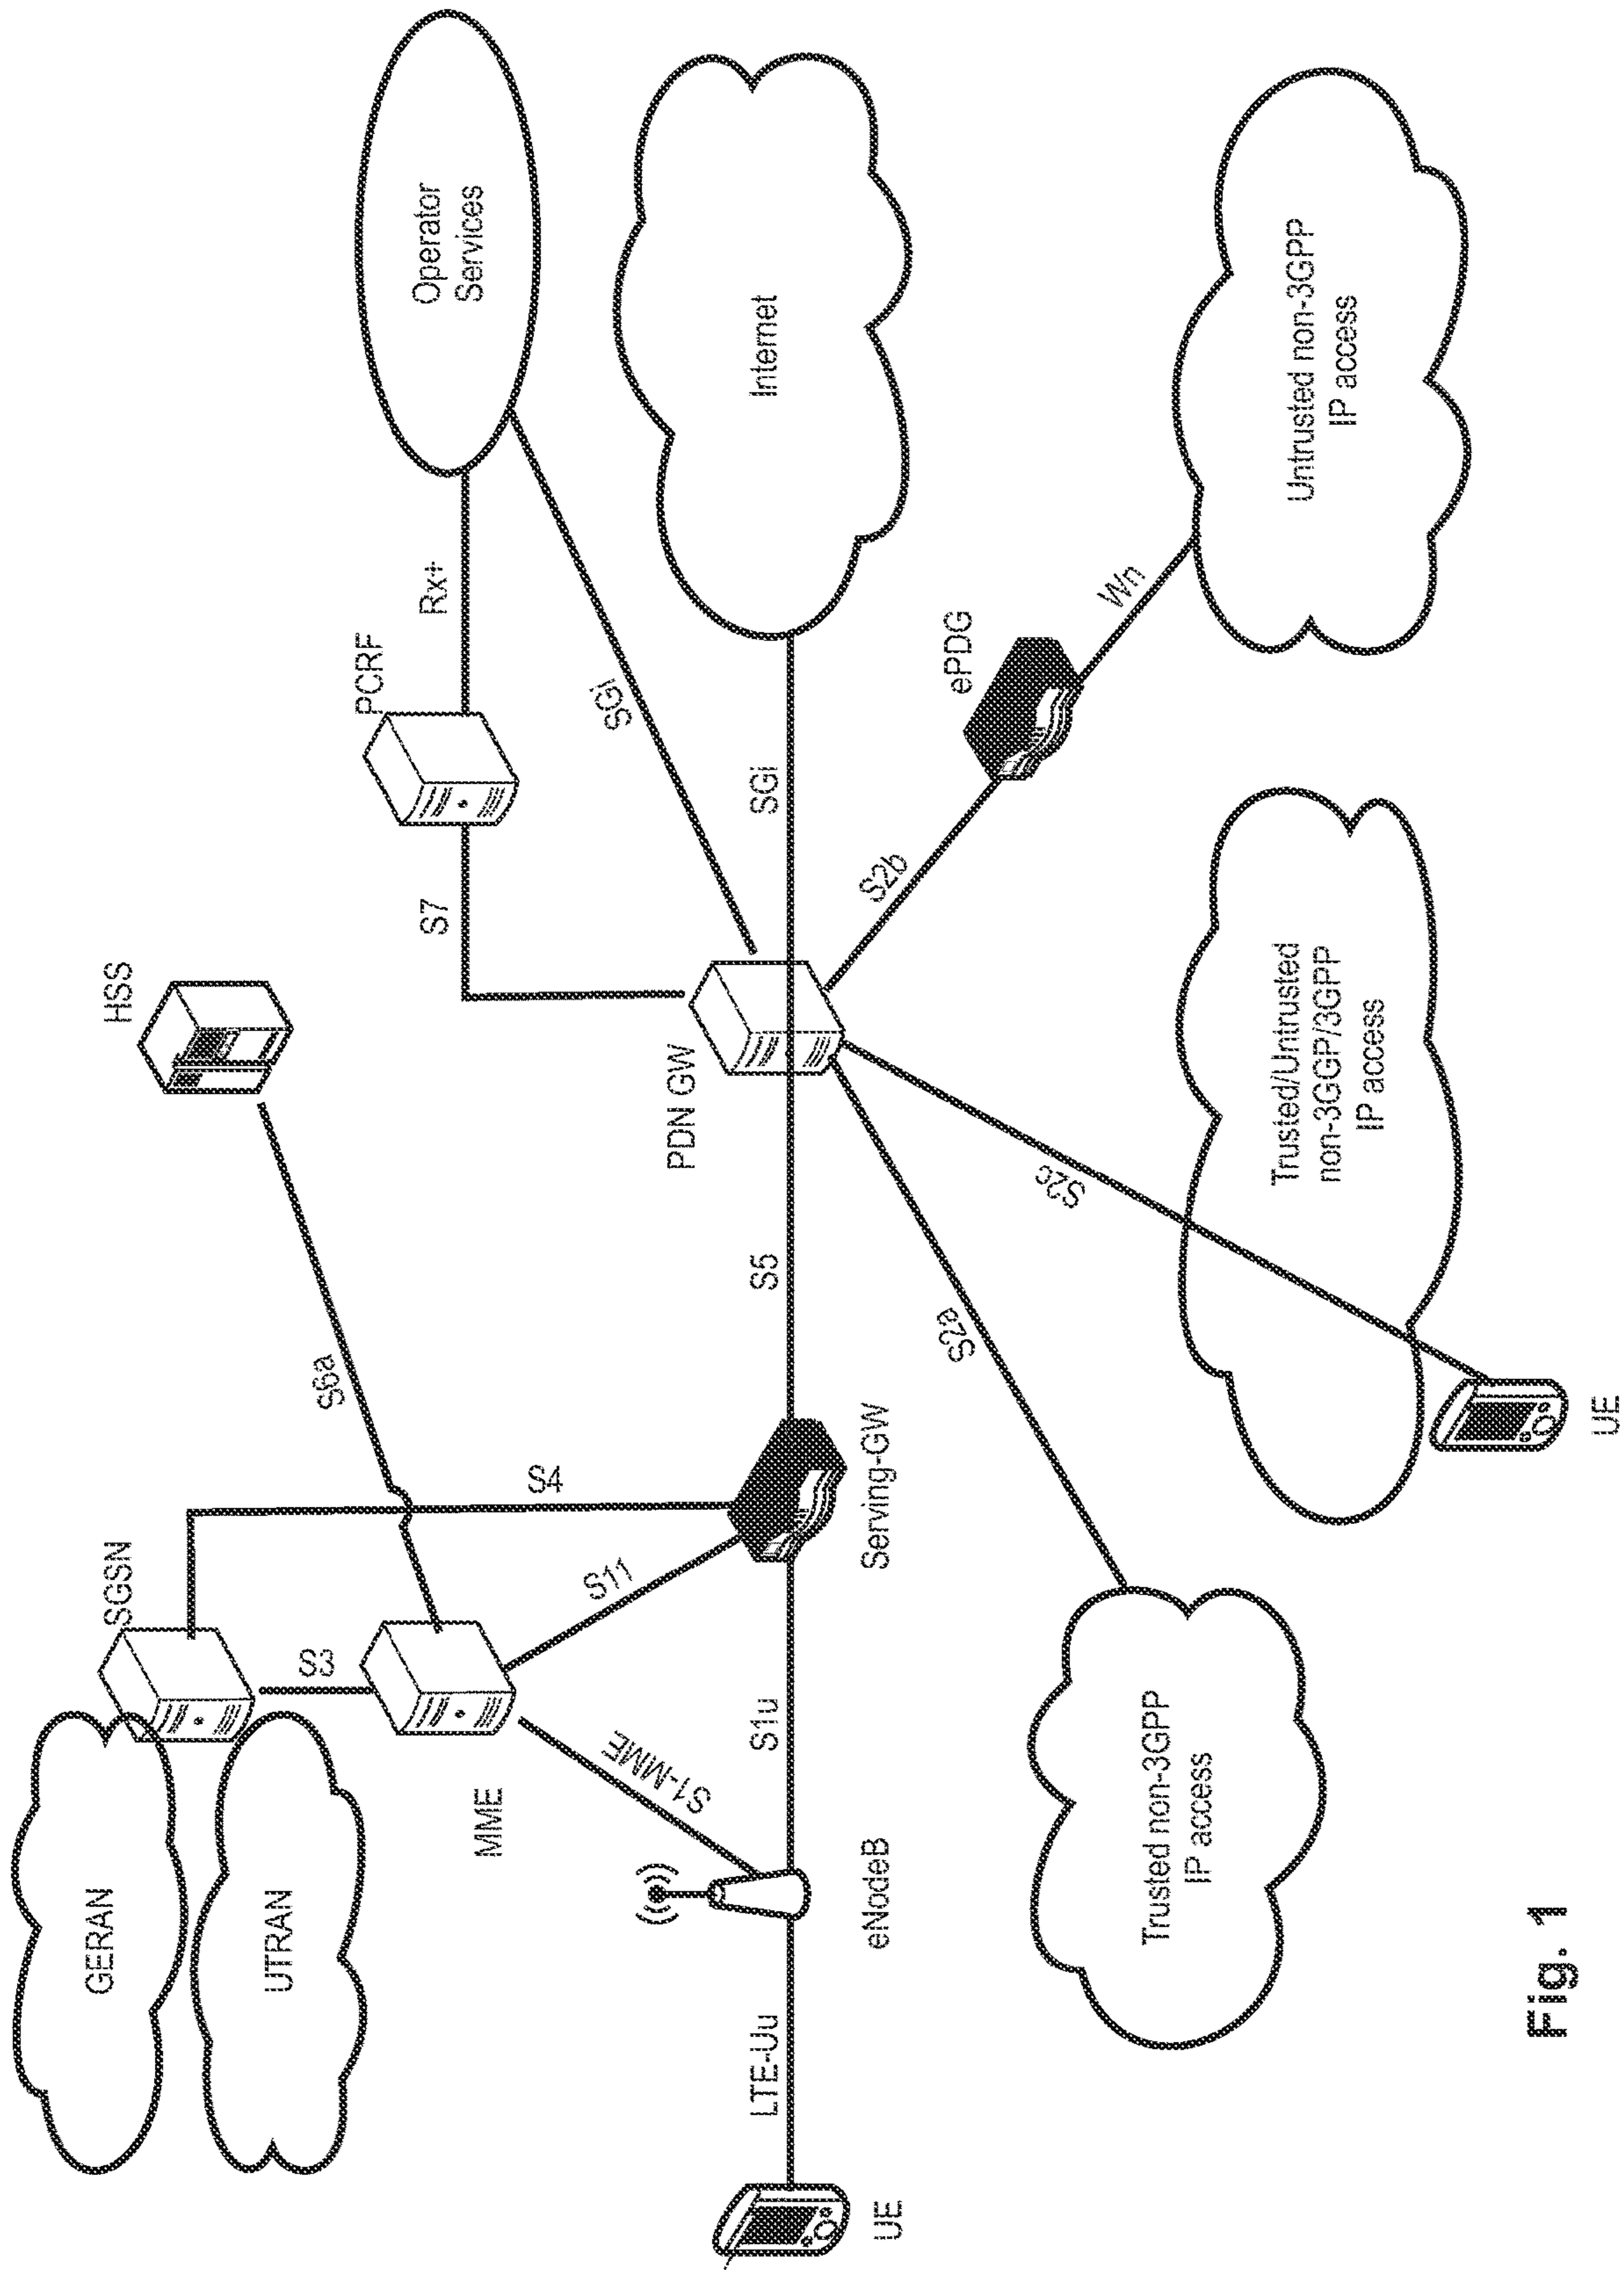 GERAN
UTRAN
SGSN
HSS
S3
S4
S6a
MME
S11
S1-MME
PCRF
S7
Rx+
Operator
Services
SGi
UE
LTE-Uu
eNodeB
S1u
Serving-GW
S5
PDN GW
SGi
Internet
S2a
S2c
S2b
ePDG
Wn
Trusted non-3GPP
IP access
Trusted/Untrusted
non-3GGP/3GPP
IP access
Untrusted non-3GPP
IP access
UE
Fig. 1